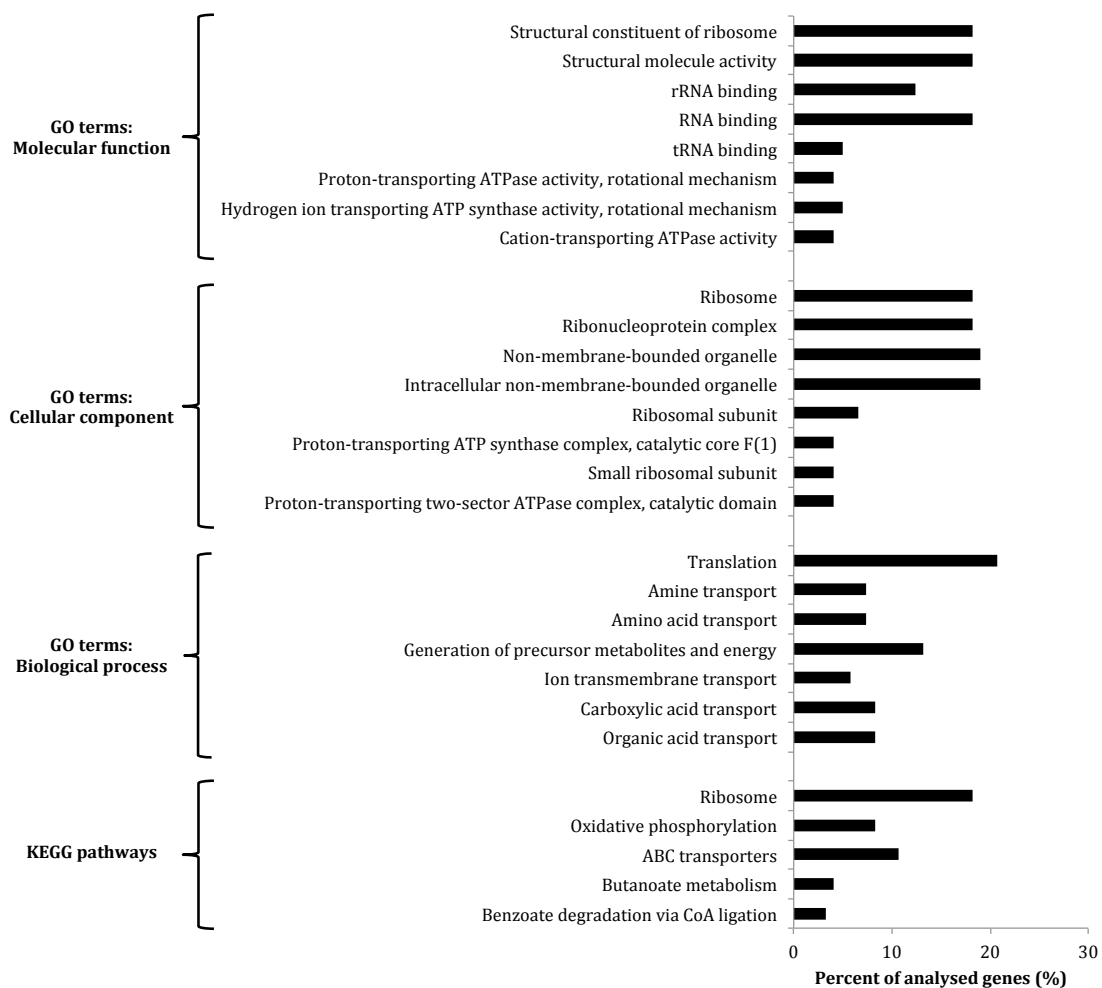 GO terms:
Molecular function
Structural constituent of ribosome
Structural molecule activity
rRNA binding
RNA binding
tRNA binding
Proton-transporting ATPase activity, rotational mechanism
Hydrogen ion transporting ATP synthase activity, rotational mechanism
Cation-transporting ATPase activity
GO terms:
Cellular component
Ribosome
Ribonucleoprotein complex
Non-membrane-bounded organelle
Intracellular non-membrane-bounded organelle
Ribosomal subunit
Proton-transporting ATP synthase complex, catalytic core F(1)
Small ribosomal subunit
Proton-transporting two-sector ATPase complex, catalytic domain
GO terms:
Biological process
Translation
Amine transport
Amino acid transport
Generation of precursor metabolites and energy
Ion transmembrane transport
Carboxylic acid transport
Organic acid transport
KEGG pathways
Ribosome
Oxidative phosphorylation
ABC transporters
Butanoate metabolism
Benzoate degradation via CoA ligation
0 10 20 30
Percent of analysed genes (%)